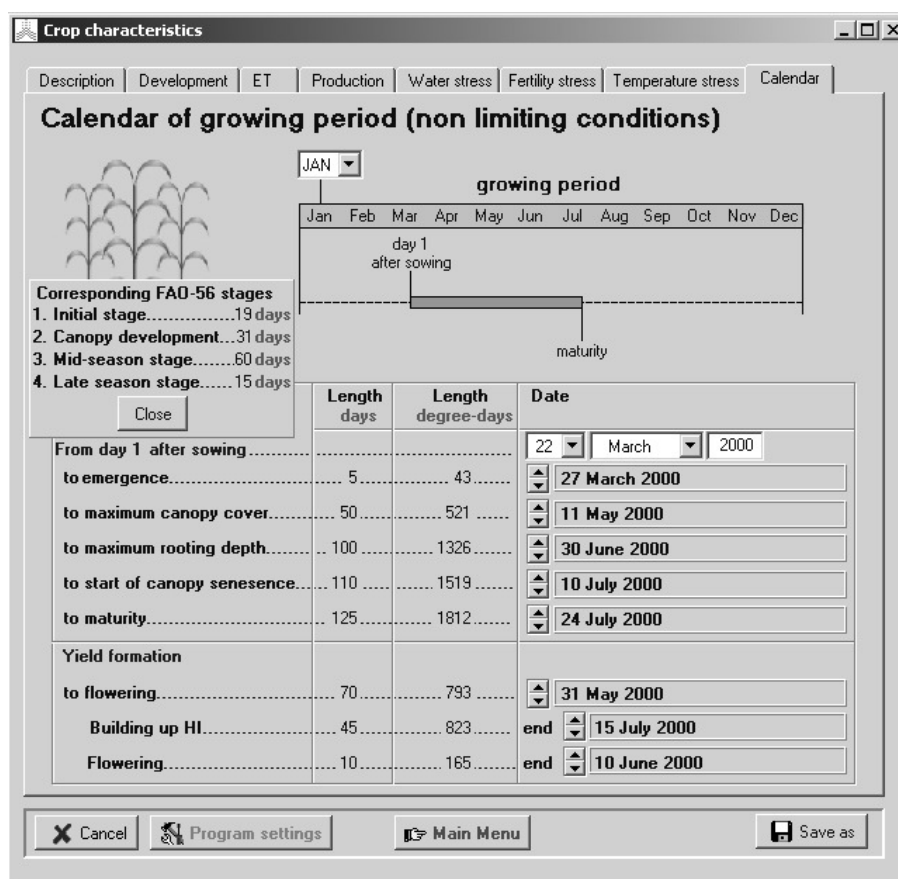 Crop characteristics
Description Development ET Production Water stress Fertility stress Temperature stress Calendar
Calendar of growing period (non limiting conditions)
JAN
growing period
Jan Feb Mar Apr May Jun Jul Aug Sep Oct Nov Dec
day 1
after sowing
maturity
Corresponding FAO-56 stages
1. Initial stage...............19 days
2. Canopy development...31 days
3. Mid-season stage.......60 days
4. Late season stage......15 days
Close
Length days Length degree-days Date
From day 1 after sowing 22 March 2000
to emergence 5 43 27 March 2000
to maximum canopy cover 50 521 11 May 2000
to maximum rooting depth 100 1326 30 June 2000
to start of canopy senesence 110 1519 10 July 2000
to maturity 125 1812 24 July 2000
Yield formation
to flowering 70 793 31 May 2000
Building up HI 45 823 end 15 July 2000
Flowering 10 165 end 10 June 2000
Cancel Program settings Main Menu Save as